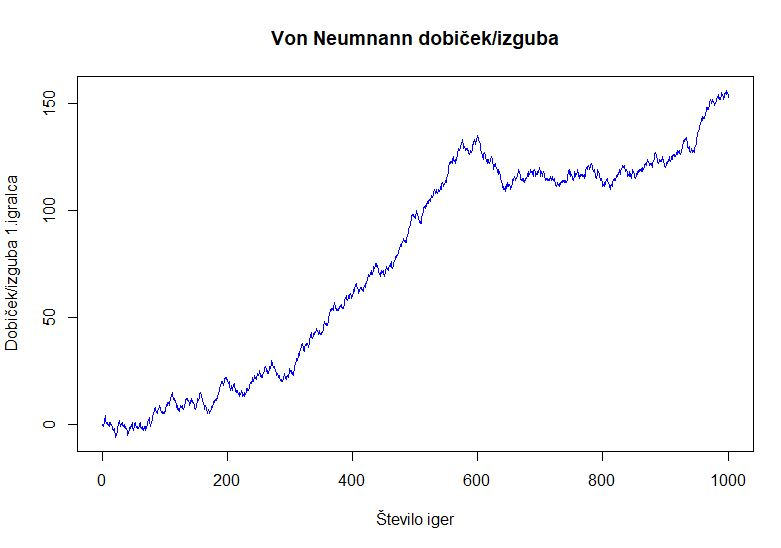 Von Neumnann dobiček/izguba
Dobiček/izguba 1.igralca
150
100
50
0
0 200 400 600 800 1000
Število iger